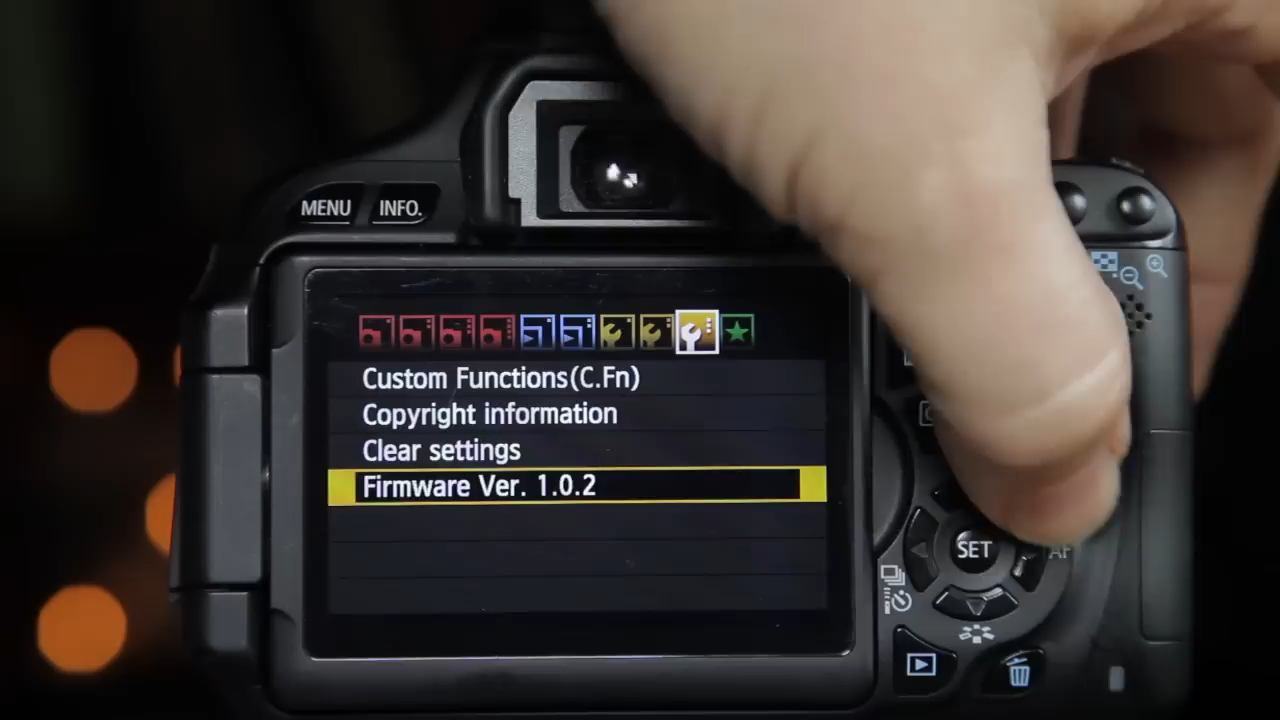 MENU INFO.
Custom Functions(C.Fn)
Copyright information
Clear settings
Firmware Ver. 1.0.2
SET
AF